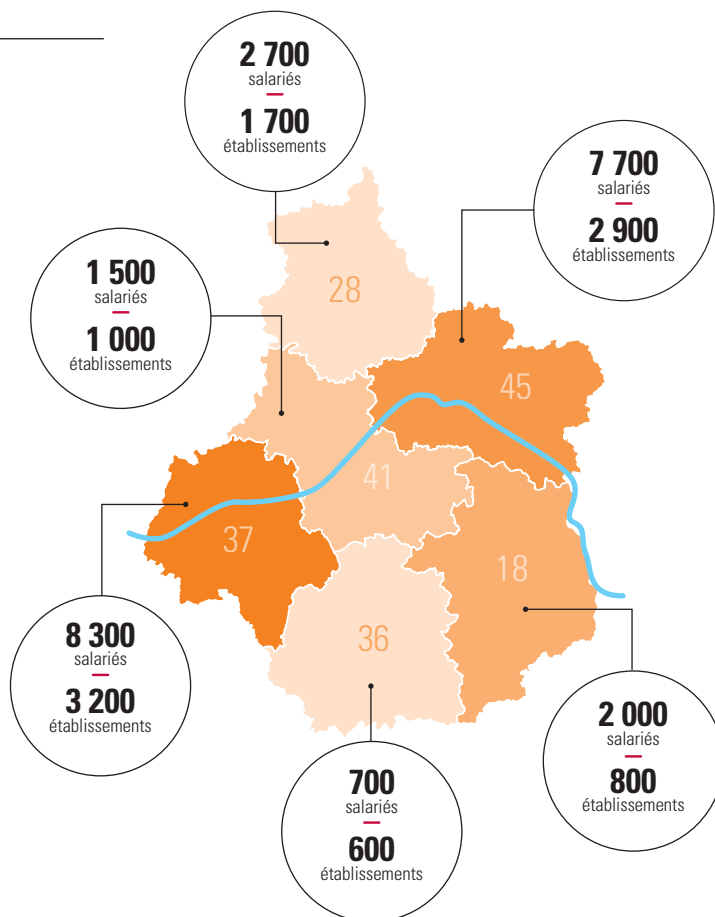 2 700
salariés
1 700
établissements
7 700
salariés
2 900
établissements
1 500
salariés
1 000
établissements
28
45
41
37
18
36
8 300
salariés
3 200
établissements
2 000
salariés
800
établissements
700
salariés
600
établissements